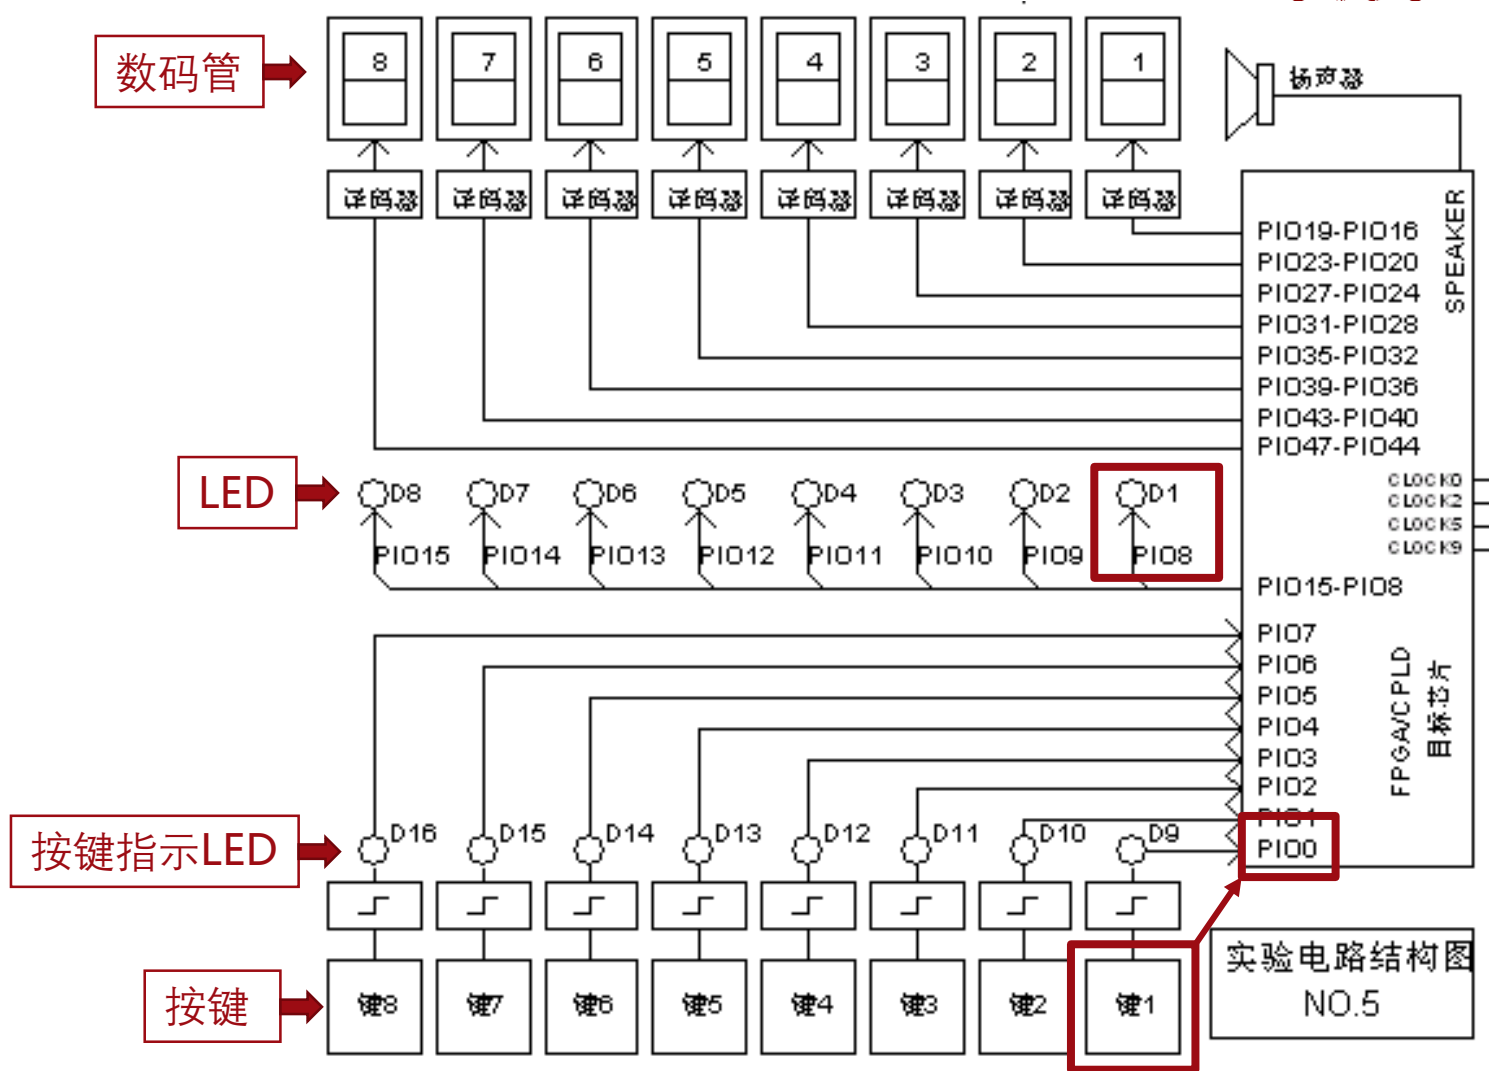 数码管
8 7 6 5 4 3 2 1
扬声器
译码器 译码器 译码器 译码器 译码器 译码器 译码器 译码器
SPEAKER
PIO19-PIO16
PIO23-PIO20
PIO27-PIO24
PIO31-PIO28
PIO35-PIO32
PIO39-PIO36
PIO43-PIO40
PIO47-PIO44
LED
D8 D7 D6 D5 D4 D3 D2 D1
CLOCK0
CLOCK2
CLOCK5
CLOCK9
PIO15 PIO14 PIO13 PIO12 PIO11 PIO10 PIO9 PIO8
PIO15-PIO8
PIO7
PIO6
PIO5
PIO4
PIO3
PIO2
PIO1
PIO0
FPGA/CPLD
目标芯片
按键指示LED
D16 D15 D14 D13 D12 D11 D10 D9
按键
键8 键7 键6 键5 键4 键3 键2 键1
实验电路结构图
NO.5